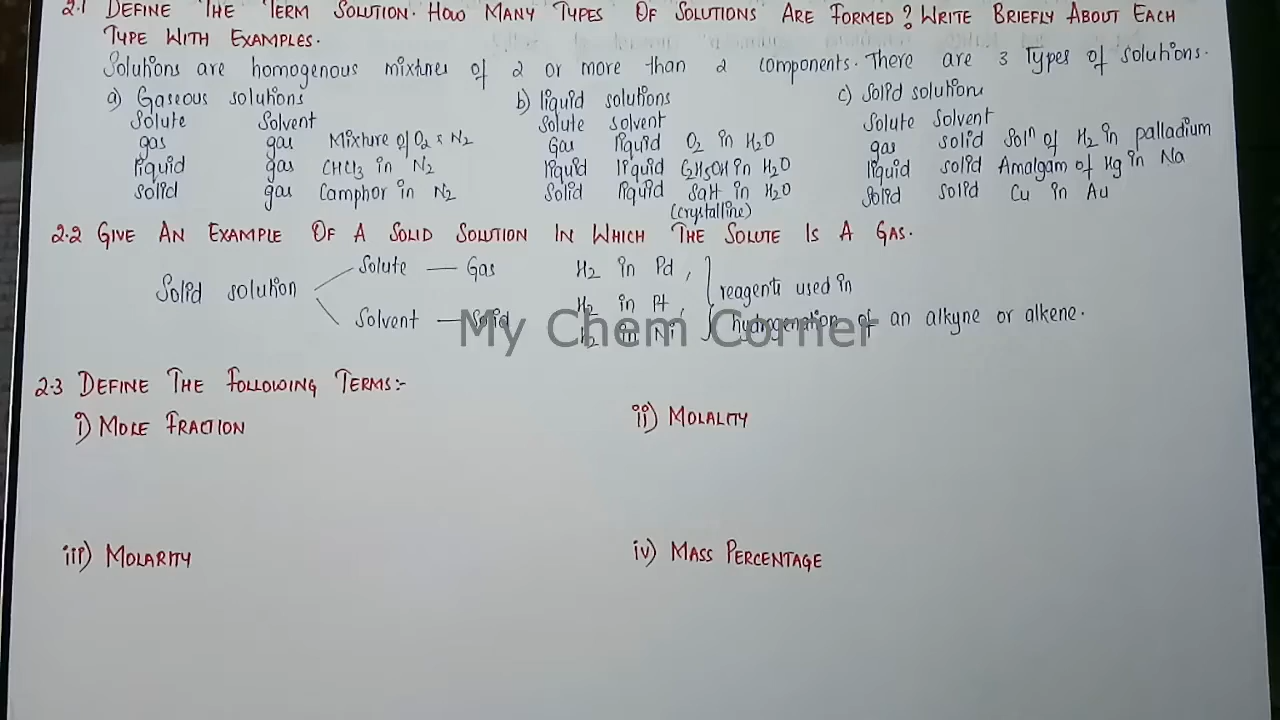 2.1 DEFINE THE TERM SOLUTION. HOW MANY TYPES OF SOLUTIONS ARE FORMED? WRITE BRIEFLY ABOUT EACH
TYPE WITH EXAMPLES.
Solutions are homogenous mixtures of 2 or more than 2 components. There are 3 Types of solutions.
a) Gaseous solutions
Solute Solvent
gas gas Mixture of O2 & N2
liquid gas CHCl3 in N2
solid gas Camphor in N2
b) liquid solutions
Solute solvent
Gas liquid O2 in H2O
liquid liquid C2H5OH in H2O
Solid liquid salt in H2O
(crystalline)
c) Solid solutions
Solute Solvent
gas solid Solⁿ of H2 in palladium
liquid solid Amalgam of Hg in Na
Solid solid Cu in Au
2.2 GIVE AN EXAMPLE OF A SOLID SOLUTION IN WHICH THE SOLUTE IS A GAS.
Solid solution
Solute — Gas
Solvent — Solid
H2 in Pd,
H2 in Pt,
H2 in Ni
reagents used in
hydrogenation of an alkyne or alkene.
My Chem Corner
2.3 DEFINE THE FOLLOWING TERMS:-
i) MOLE FRACTION
ii) MOLALITY
iii) MOLARITY
iv) MASS PERCENTAGE